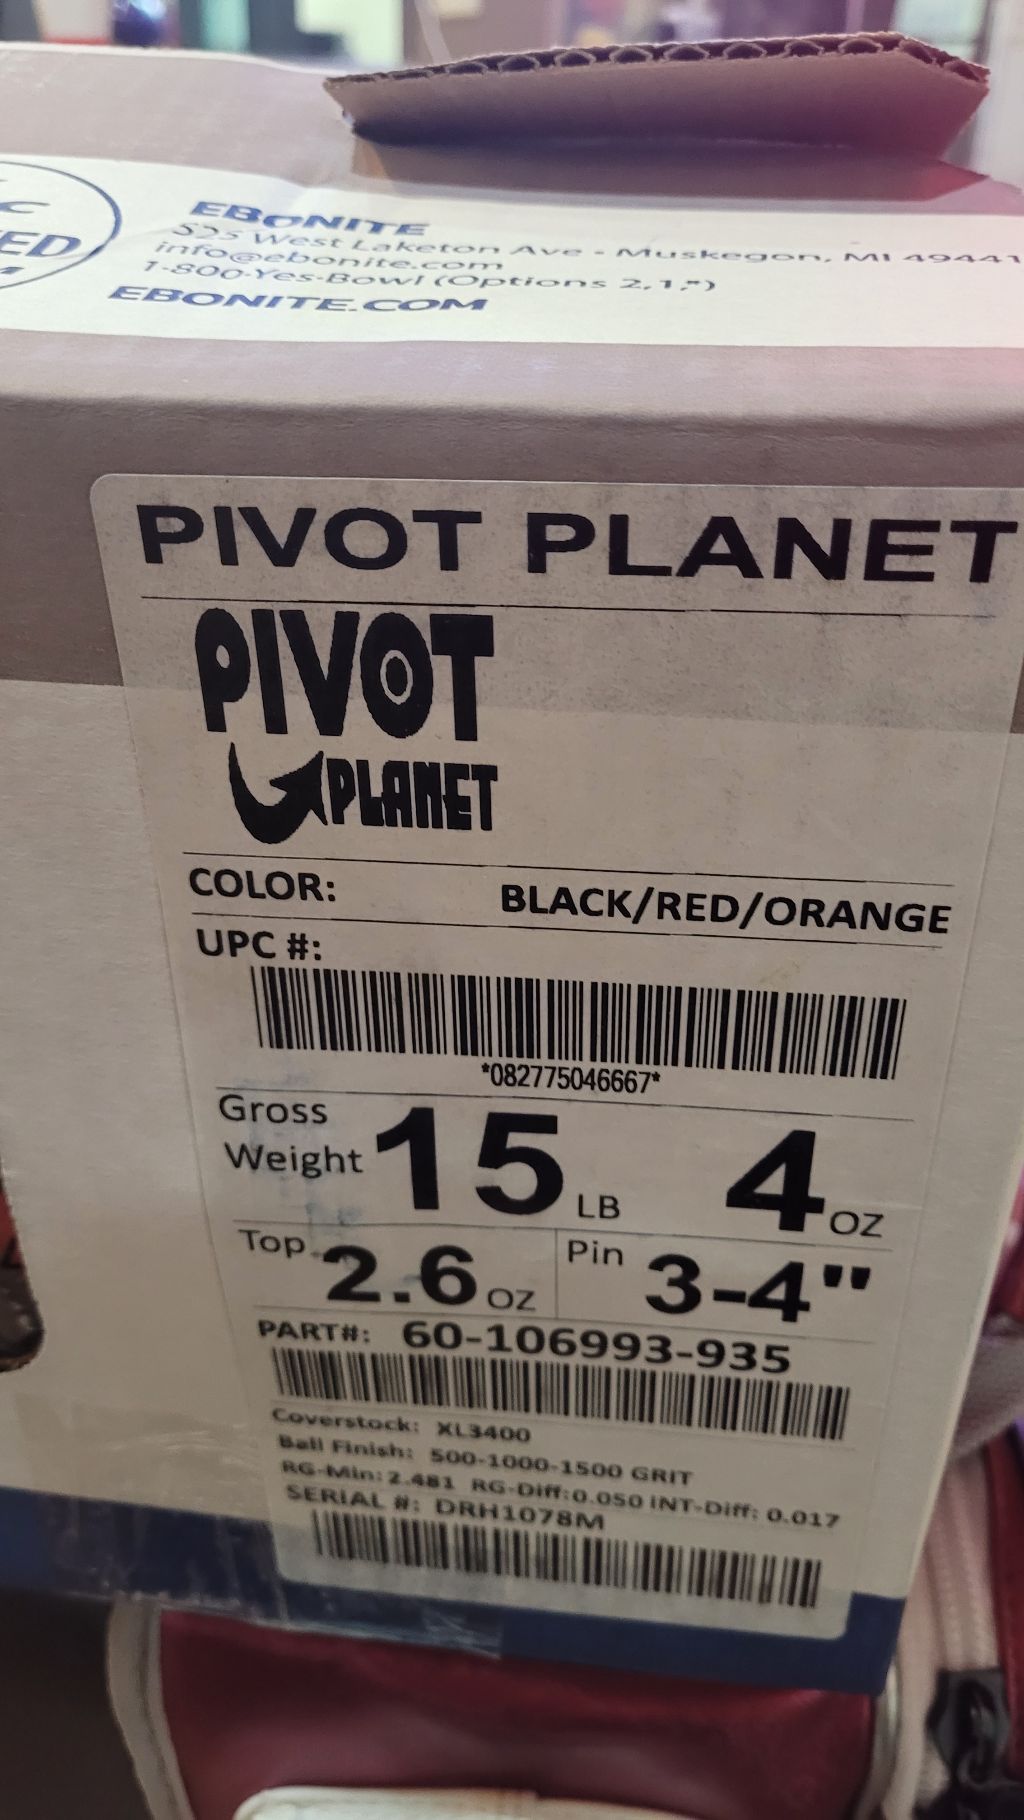 C
ED
EBONITE
525 West Laketon Ave - Muskegon, MI 49441
info@ebonite.com
1-800-Yes-Bowl (Options 2,1,*)
EBONITE.COM
PIVOT PLANET
PIVOT
PLANET
COLOR: BLACK/RED/ORANGE
UPC #:
*082775046667*
Gross Weight 15 LB 4 OZ
Top 2.6 OZ Pin 3-4"
PART#: 60-106993-935
Coverstock: XL3400
Ball Finish: 500-1000-1500 GRIT
RG-Min: 2.481 RG-Diff:0.050 INT-Diff: 0.017
SERIAL #: DRH1078M